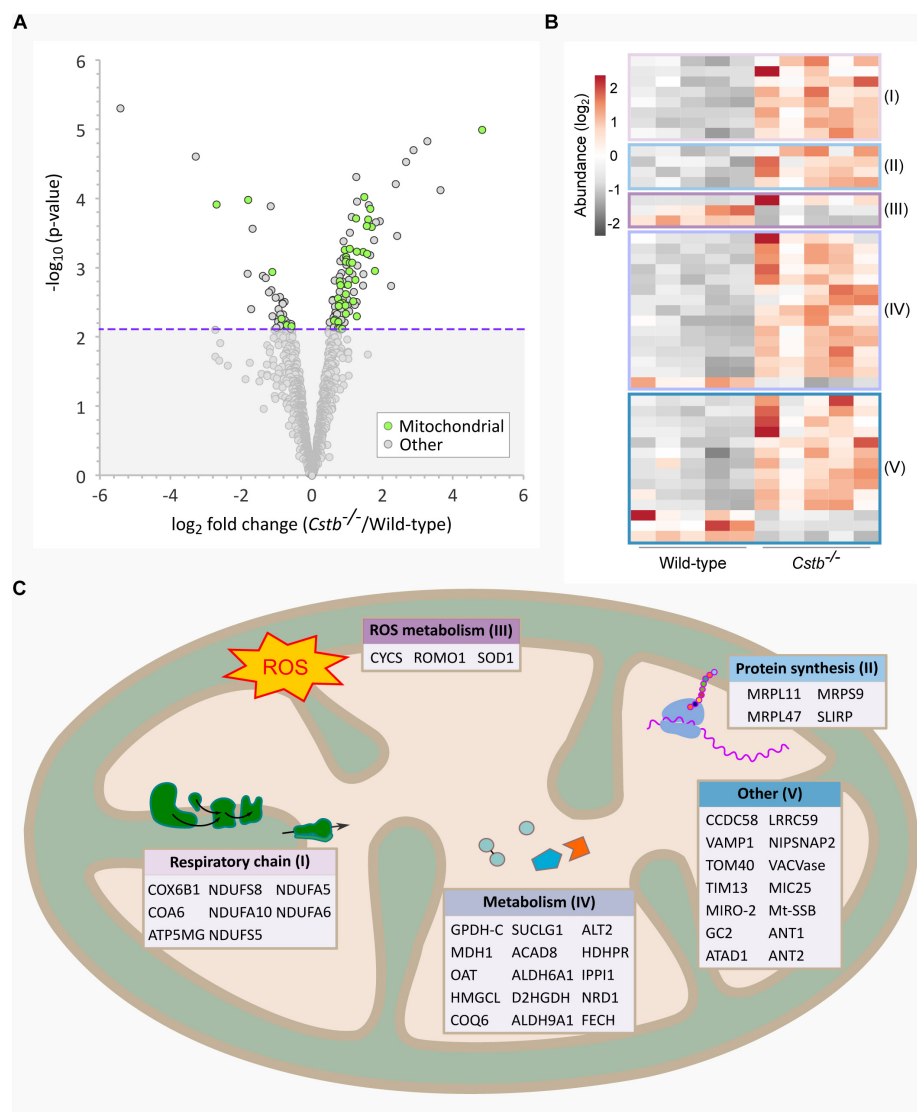 A
6
5
4
3
2
1
0
-log10 (p-value)
Mitochondrial
Other
-6 -4 -2 0 2 4 6
log2 fold change (Cstb-/-/Wild-type)
B
Abundance (log2)
2
1
0
-1
-2
(I)
(II)
(III)
(IV)
(V)
Wild-type Cstb-/-
C
ROS
ROS metabolism (III)
CYCS ROMO1 SOD1
Protein synthesis (II)
MRPL11 MRPS9
MRPL47 SLIRP
Respiratory chain (I)
COX6B1 NDUFS8 NDUFA5
COA6 NDUFA10 NDUFA6
ATP5MG NDUFS5
Metabolism (IV)
GPDH-C SUCLG1 ALT2
MDH1 ACAD8 HDHPR
OAT ALDH6A1 IPPI1
HMGCL D2HGDH NRD1
COQ6 ALDH9A1 FECH
Other (V)
CCDC58 LRRC59
VAMP1 NIPSNAP2
TOM40 VACVase
TIM13 MIC25
MIRO-2 Mt-SSB
GC2 ANT1
ATAD1 ANT2